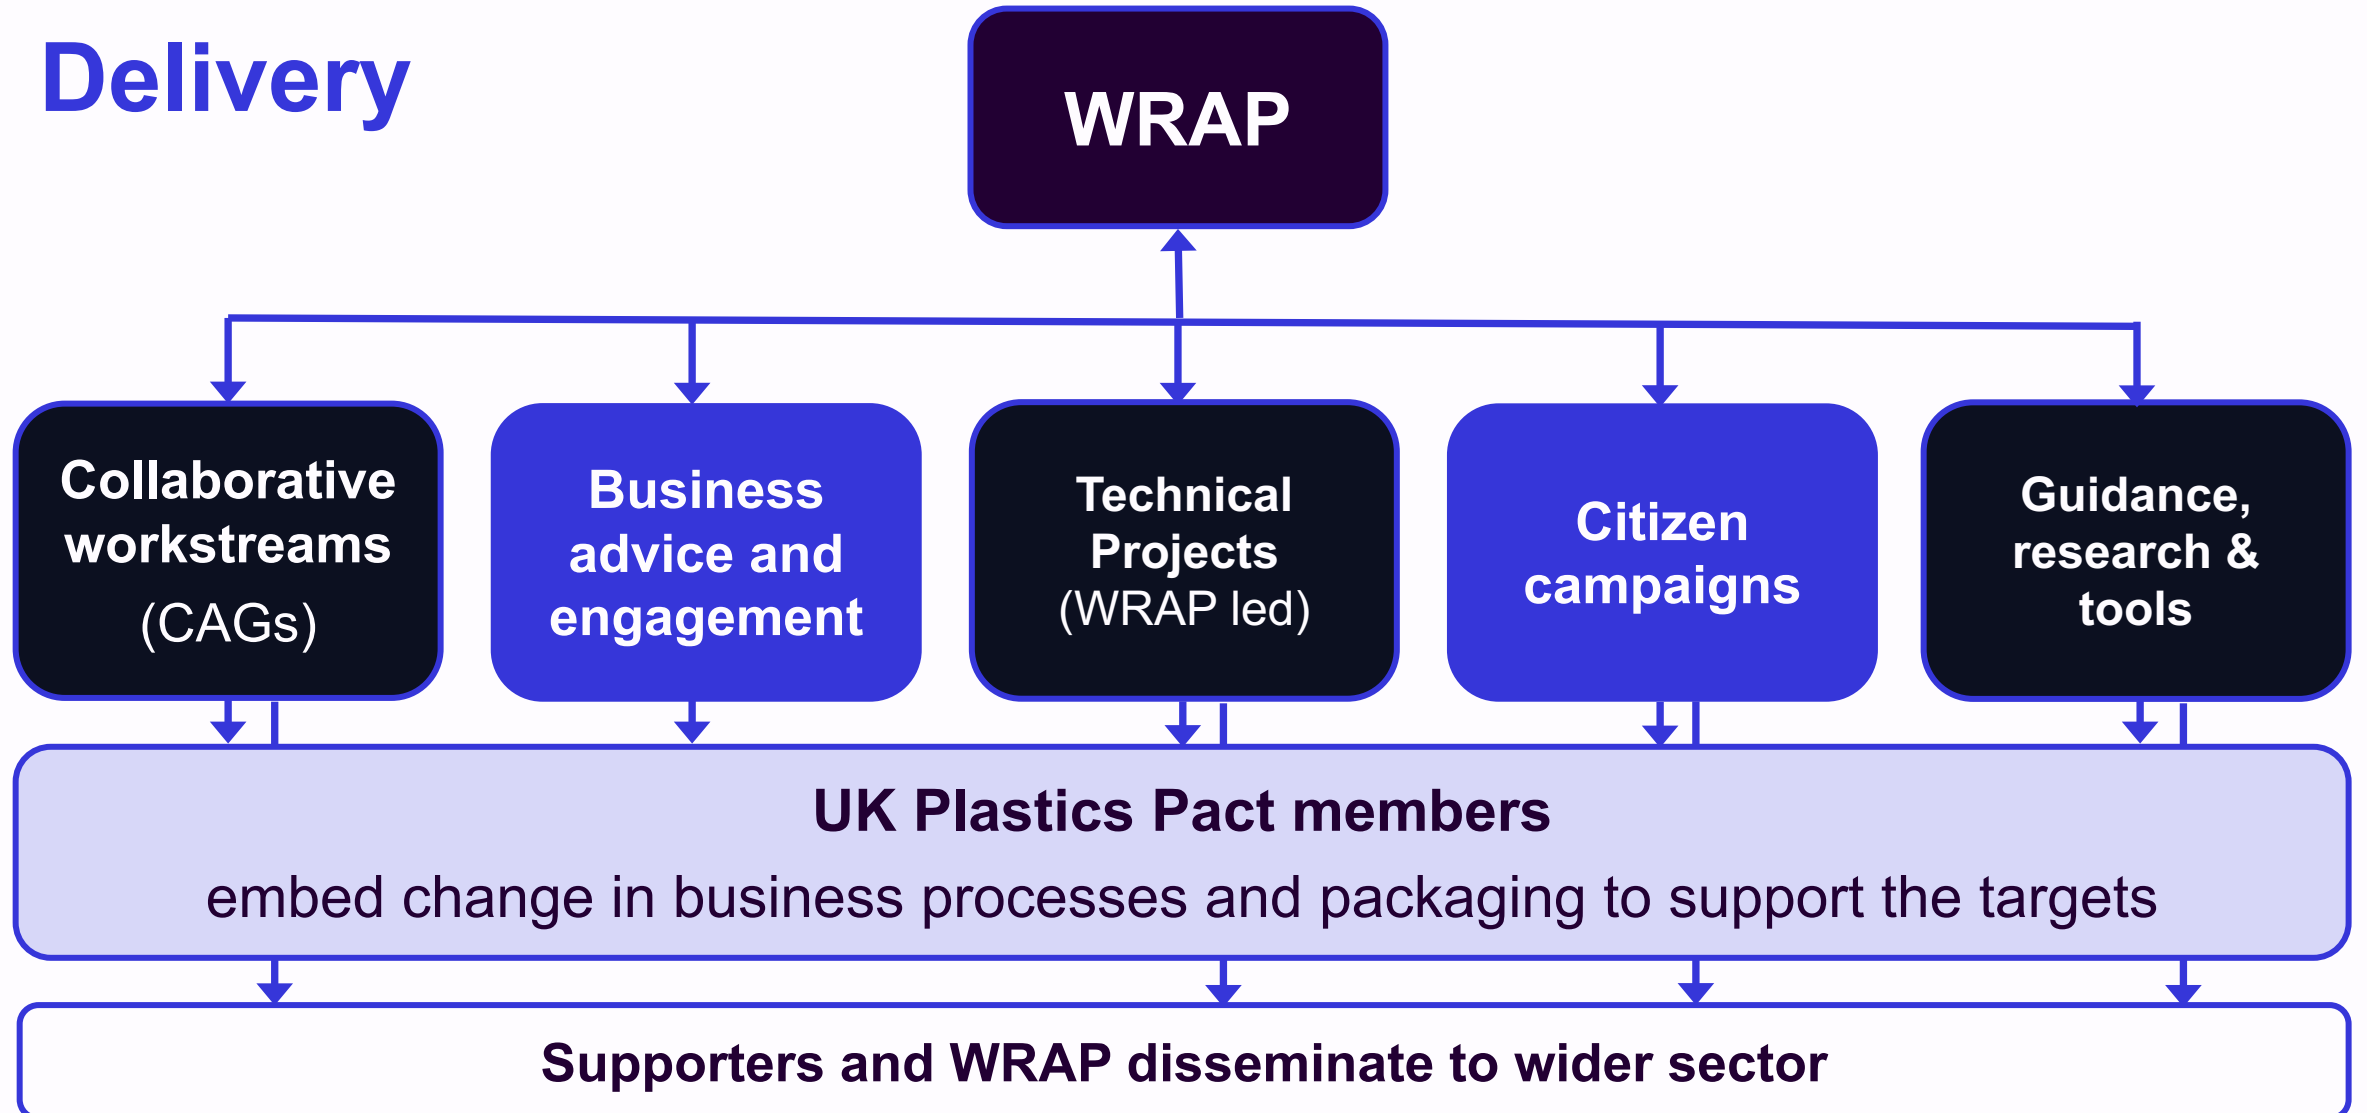 Delivery
WRAP
Collaborative
workstreams
(CAGs)
Business
advice and
engagement
Technical
Projects
(WRAP led)
Citizen
campaigns
Guidance,
research &
tools
UK Plastics Pact members
embed change in business processes and packaging to support the targets
Supporters and WRAP disseminate to wider sector